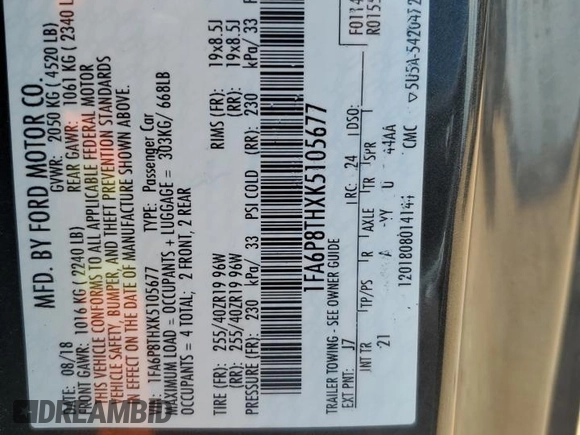 MFD. BY FORD MOTOR CO.
DATE: 08/18 GVWR: 2050 KG ( 4520 LB)
FRONT GAWR: 1016 KG ( 2240 LB) REAR GAWR: 1061 KG ( 2340 LB
THIS VEHICLE CONFORMS TO ALL APPLICABLE FEDERAL MOTOR
VEHICLE SAFETY, BUMPER, AND THEFT PREVENTION STANDARDS
IN EFFECT ON THE DATE OF MANUFACTURE SHOWN ABOVE.
VIN: 1FA6P8THXK5105677 TYPE: Passenger Car
MAXIMUM LOAD = OCCUPANTS + LUGGAGE = 303KG/ 668LB
OCCUPANTS = 4 TOTAL; 2 FRONT, 2 REAR
TIRE (FR): 255/40ZR19 96W RIMS (FR): 19x8.5J
(RR): 255/40ZR19 96W (RR): 19x8.5J
PRESSURE (FR): 230 kPa/ 33 PSI COLD (RR): 230 kPa/ 33
1FA6P8THXK5105677
F0114
TRAILER TOWING - SEE OWNER GUIDE
EXT PNT: J7 RC: 24 DSO:
INT TR TP/PS R AXLE TR SPR
21 -YY U 44AA
CMC
▽5U5A-5420472
DREAMBID